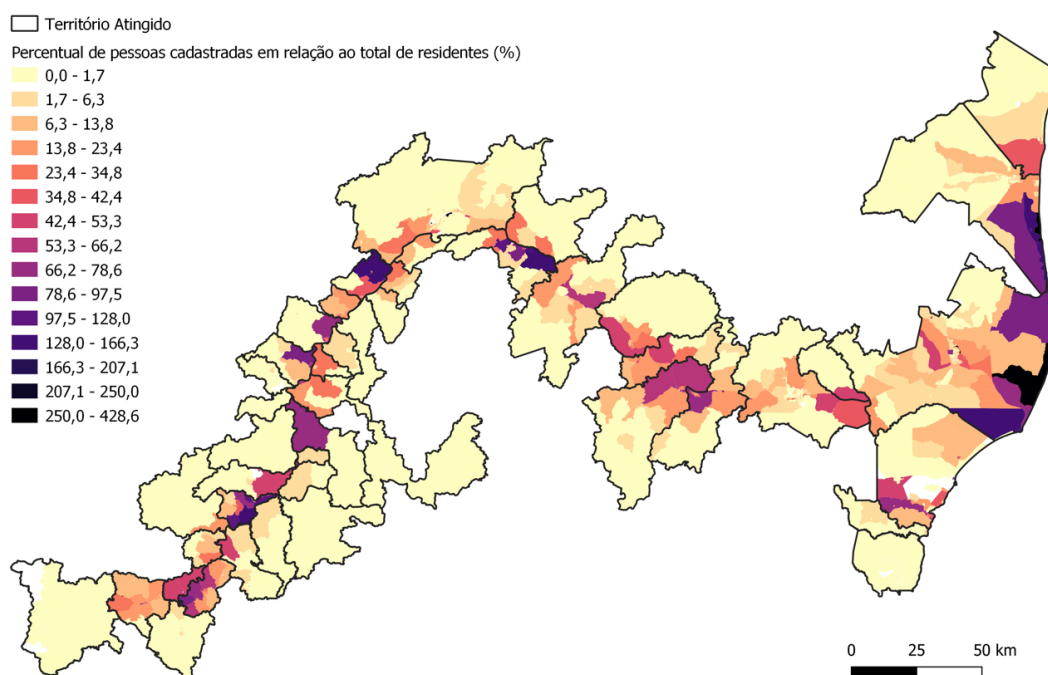 Território Atingido
Percentual de pessoas cadastradas em relação ao total de residentes (%)
0,0 - 1,7
1,7 - 6,3
6,3 - 13,8
13,8 - 23,4
23,4 - 34,8
34,8 - 42,4
42,4 - 53,3
53,3 - 66,2
66,2 - 78,6
78,6 - 97,5
97,5 - 128,0
128,0 - 166,3
166,3 - 207,1
207,1 - 250,0
250,0 - 428,6
0 25 50 km